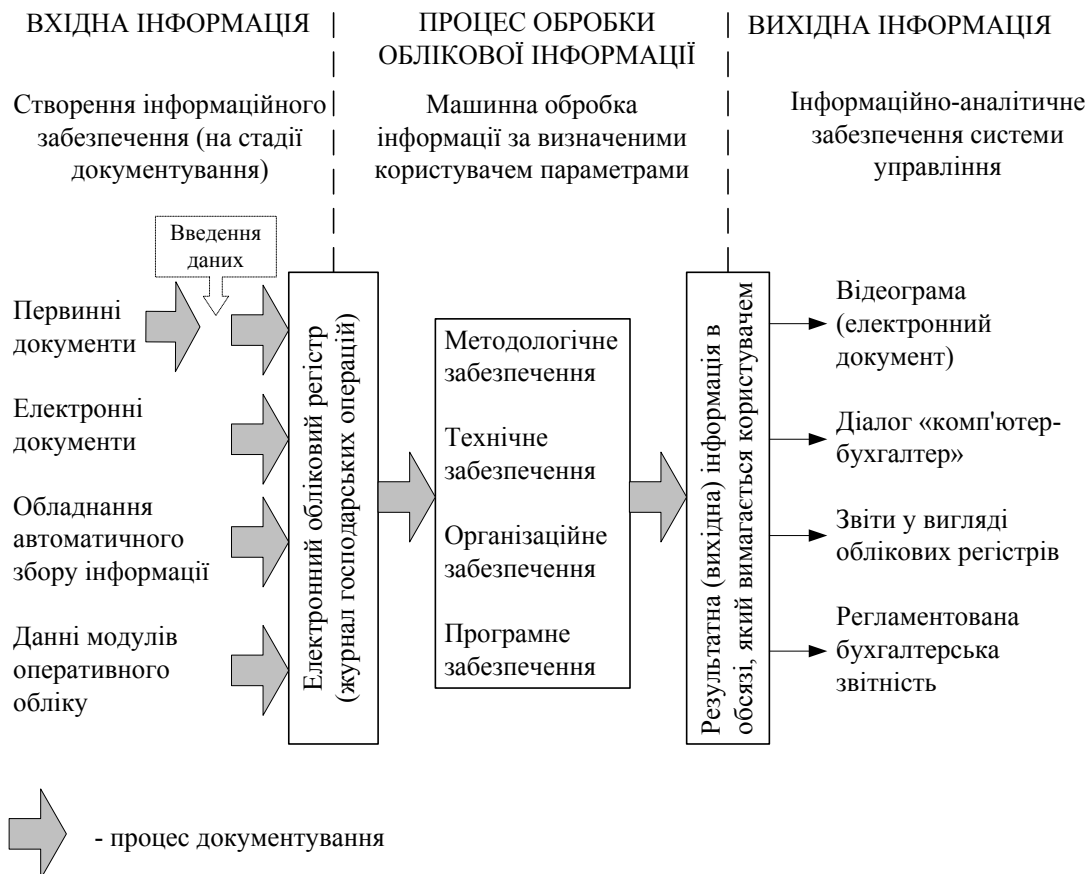 ВХІДНА ІНФОРМАЦІЯ
Створення інформаційного
забезпечення (на стадії
документування)
ПРОЦЕС ОБРОБКИ
ОБЛІКОВОЇ ІНФОРМАЦІЇ
Машинна обробка
інформації за визначеними
користувачем параметрами
ВИХІДНА ІНФОРМАЦІЯ
Інформаційно-аналітичне
забезпечення системи
управління
Введення
даних
Первинні
документи
Електронні
документи
Обладнання
автоматичного
збору інформації
Данні модулів
оперативного
обліку
Електронний обліковий регістр
(журнал господарських операцій)
Методологічне
забезпечення
Технічне
забезпечення
Організаційне
забезпечення
Програмне
забезпечення
Результатна (вихідна) інформація в
обсязі, який вимагається користувачем
Відеограма
(електронний
документ)
Діалог «комп'ютер-
бухгалтер»
Звіти у вигляді
облікових регістрів
Регламентована
бухгалтерська
звітність
- процес документування